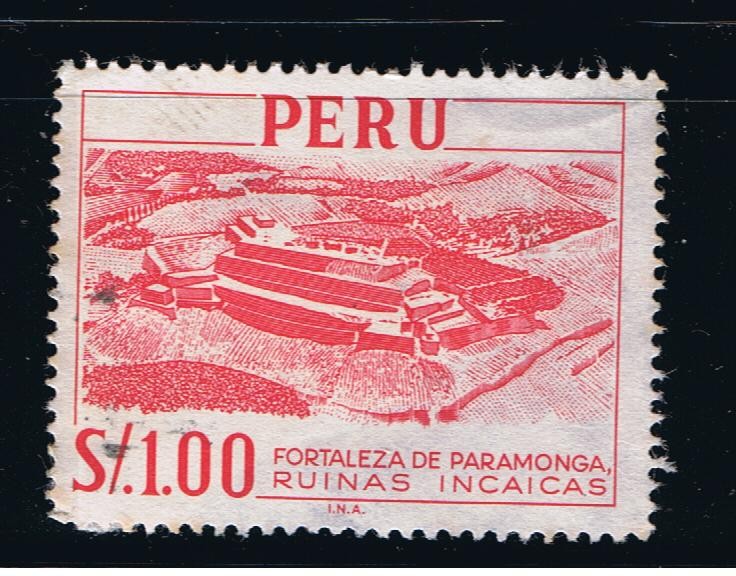 PERU
S/.1.00
FORTALEZA DE PARAMONGA,
RUINAS INCAICAS
I.N.A.